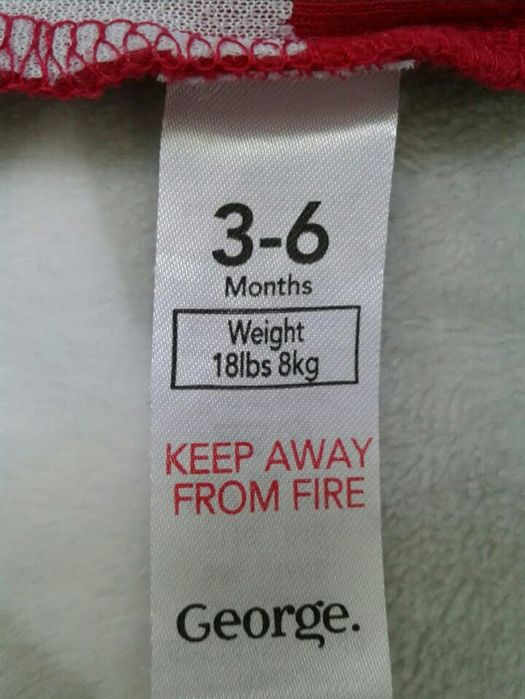 3-6
Months
Weight
18lbs 8kg
KEEP AWAY
FROM FIRE
George.